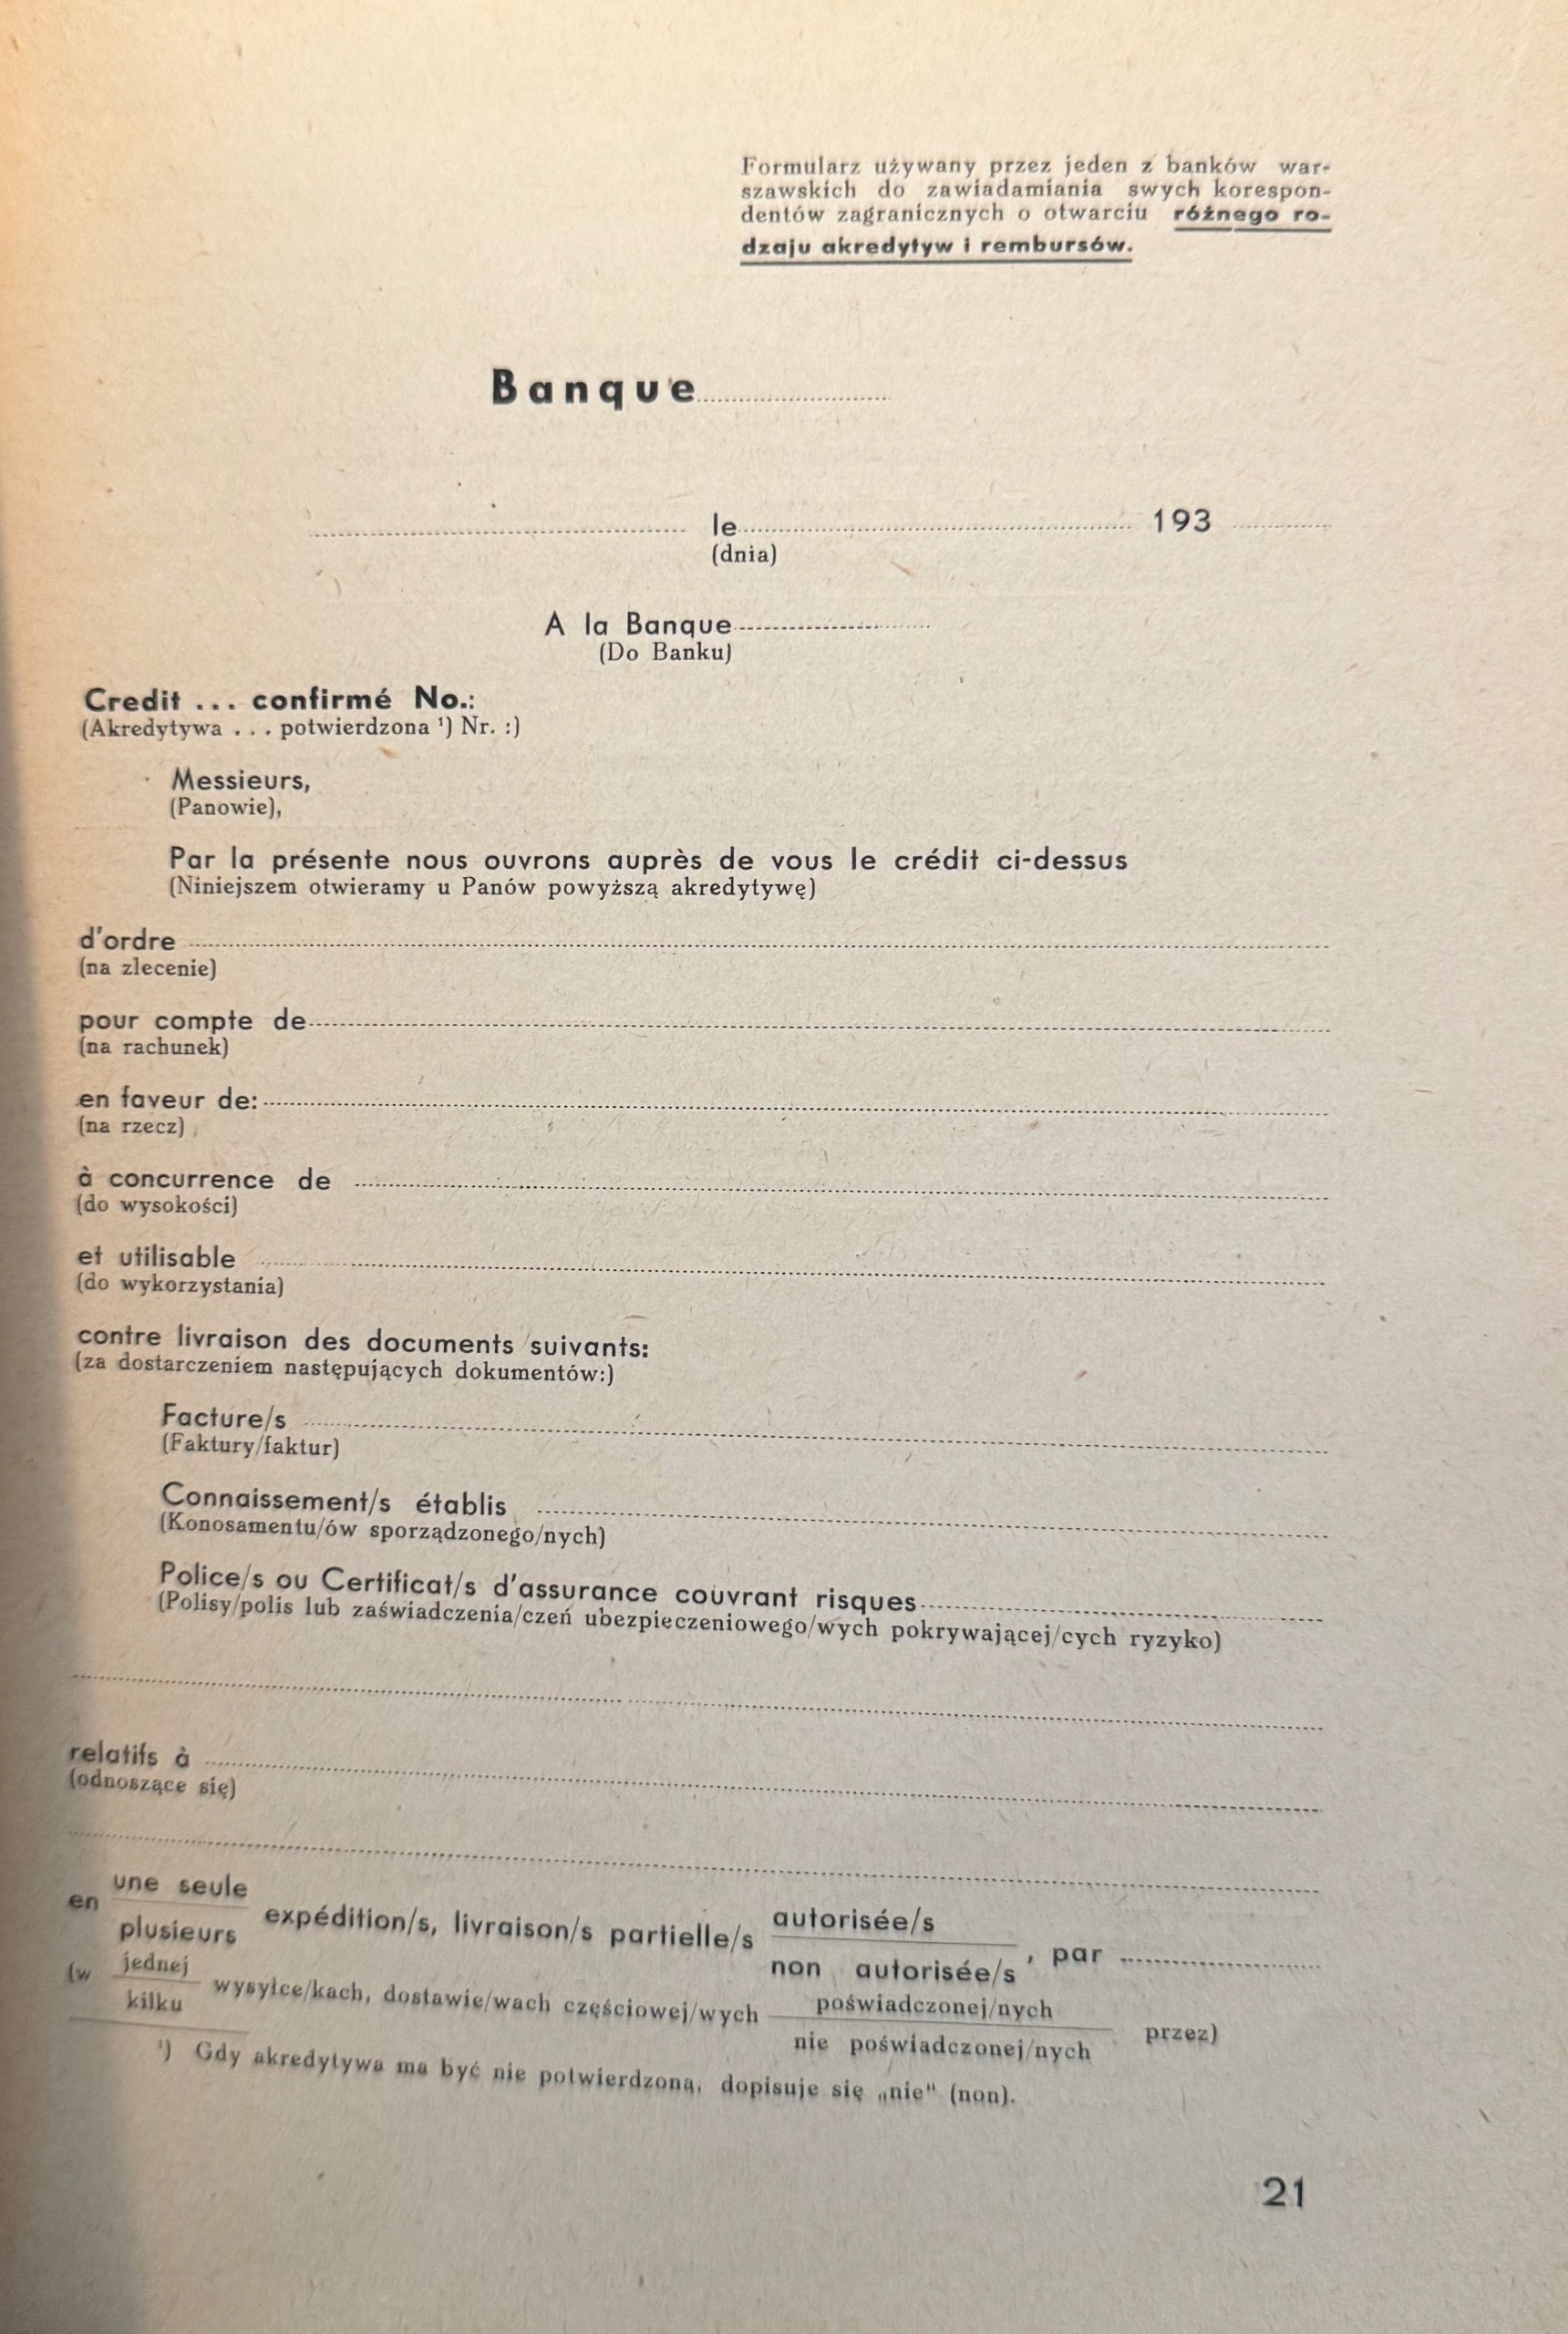 Formularz używany przez jeden z banków war-
szawskich do zawiadamiania swych korespon-
dentów zagranicznych o otwarciu różnego ro-
dzaju akredytyw i rembursów.
Banque
le 193
(dnia)
A la Banque
(Do Banku)
Credit ... confirmé No.:
(Akredytywa ... potwierdzona ¹) Nr. :)
Messieurs,
(Panowie),
Par la présente nous ouvrons auprès de vous le crédit ci-dessus
(Niniejszem otwieramy u Panów powyższą akredytywę)
d'ordre
(na zlecenie)
pour compte de
(na rachunek)
en faveur de:
(na rzecz)
à concurrence de
(do wysokości)
et utilisable
(do wykorzystania)
contre livraison des documents suivants:
(za dostarczeniem następujących dokumentów:)
Facture/s
(Faktury/faktur)
Connaissement/s établis
(Konosamentu/ów sporządzonego/nych)
Police/s ou Certificat/s d'assurance couvrant risques
(Polisy/polis lub zaświadczenia/czeń ubezpieczeniowego/wych pokrywającej/cych ryzyko)
relatifs à
(odnoszące się)
une seule
en plusieurs expédition/s, livraison/s partielle/s autorisée/s
non autorisée/s , par
jednej
(w kilku wysyłce/kach, dostawie/wach częściowej/wych poświadczonej/nych
nie poświadczonej/nych przez)
¹) Gdy akredytywa ma być nie potwierdzoną, dopisuje się „nie" (non).
21